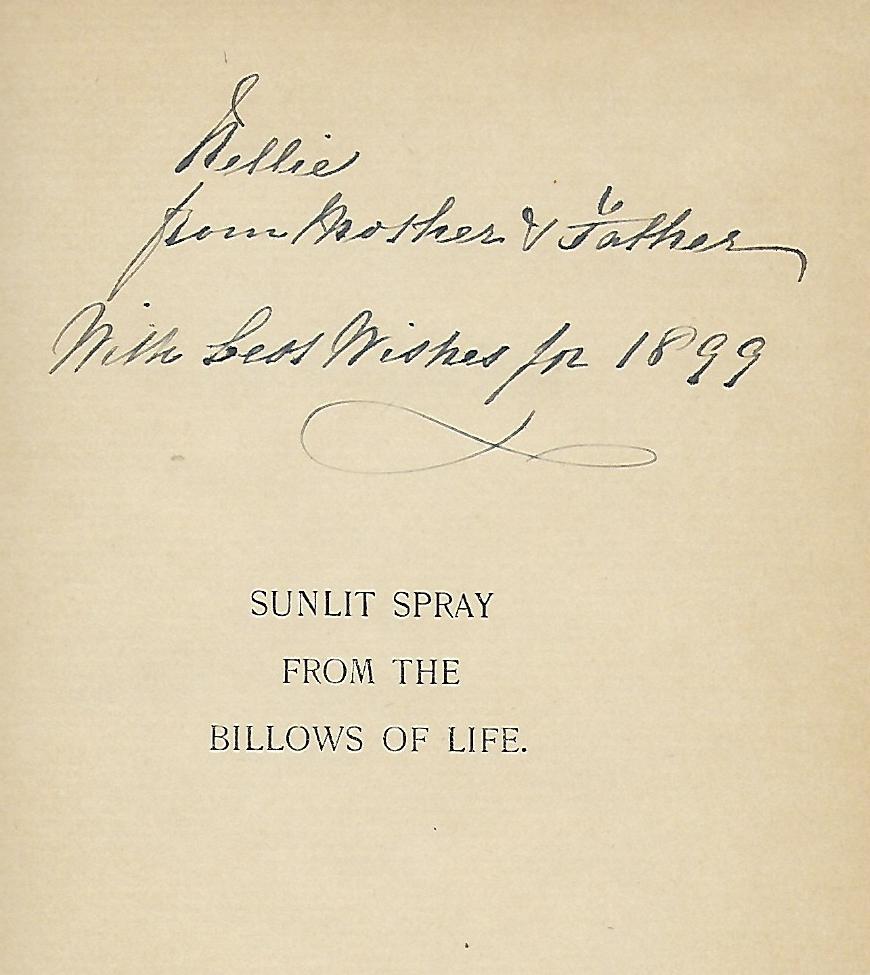 Nellie
from Mother & Father
With Best Wishes for 1899
SUNLIT SPRAY
FROM THE
BILLOWS OF LIFE.